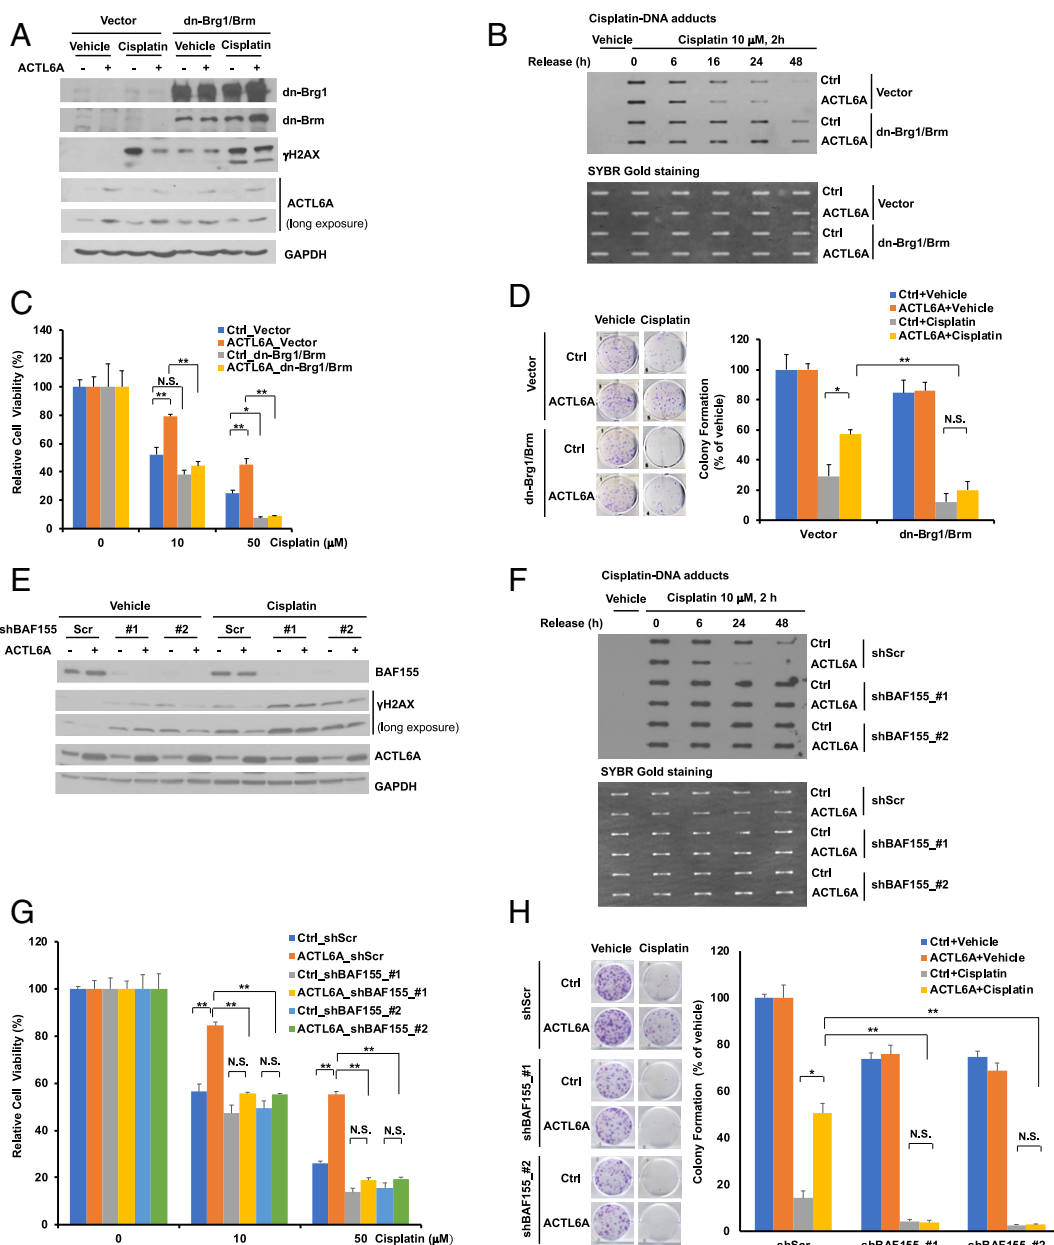 A
Vector
dn-Brg1/Brm
Vehicle Cisplatin Vehicle Cisplatin
ACTL6A - + - + - + - +
dn-Brg1
dn-Brm
γH2AX
ACTL6A
(long exposure)
GAPDH
B
Cisplatin-DNA adducts
Vehicle Cisplatin 10 μM, 2h
Release (h) 0 6 16 24 48
Ctrl
ACTL6A
Vector
Ctrl
ACTL6A
dn-Brg1/Brm
SYBR Gold staining
Ctrl
ACTL6A
Vector
Ctrl
ACTL6A
dn-Brg1/Brm
C
Relative Cell Viability (%)
140
120
100
80
60
40
20
0
Ctrl_Vector
ACTL6A_Vector
Ctrl_dn-Brg1/Brm
ACTL6A_dn-Brg1/Brm
**
N.S.
**
**
*
**
0 10 50 Cisplatin (μM)
D
Vehicle Cisplatin
Vector
Ctrl
ACTL6A
dn-Brg1/Brm
Ctrl
ACTL6A
Ctrl+Vehicle
ACTL6A+Vehicle
Ctrl+Cisplatin
ACTL6A+Cisplatin
Colony Formation
(% of vehicle)
120
100
80
60
40
20
0
**
*
N.S.
Vector dn-Brg1/Brm
E
Vehicle Cisplatin
shBAF155 Scr #1 #2 Scr #1 #2
ACTL6A - + - + - + - + - + - +
BAF155
γH2AX
(long exposure)
ACTL6A
GAPDH
F
Cisplatin-DNA adducts
Vehicle Cisplatin 10 μM, 2 h
Release (h) 0 6 24 48
Ctrl
ACTL6A
shScr
Ctrl
ACTL6A
shBAF155_#1
Ctrl
ACTL6A
shBAF155_#2
SYBR Gold staining
Ctrl
ACTL6A
shScr
Ctrl
ACTL6A
shBAF155_#1
Ctrl
ACTL6A
shBAF155_#2
G
Relative Cell Viability (%)
120
100
80
60
40
20
0
Ctrl_shScr
ACTL6A_shScr
Ctrl_shBAF155_#1
ACTL6A_shBAF155_#1
Ctrl_shBAF155_#2
ACTL6A_shBAF155_#2
**
**
**
N.S. N.S.
**
**
**
N.S. N.S.
0 10 50 Cisplatin (μM)
H
Vehicle Cisplatin
shScr
Ctrl
ACTL6A
shBAF155_#1
Ctrl
ACTL6A
shBAF155_#2
Ctrl
ACTL6A
Ctrl+Vehicle
ACTL6A+Vehicle
Ctrl+Cisplatin
ACTL6A+Cisplatin
Colony Formation (% of vehicle)
120
100
80
60
40
20
0
**
**
*
N.S.
N.S.
shScr shBAF155_#1 shBAF155_#2